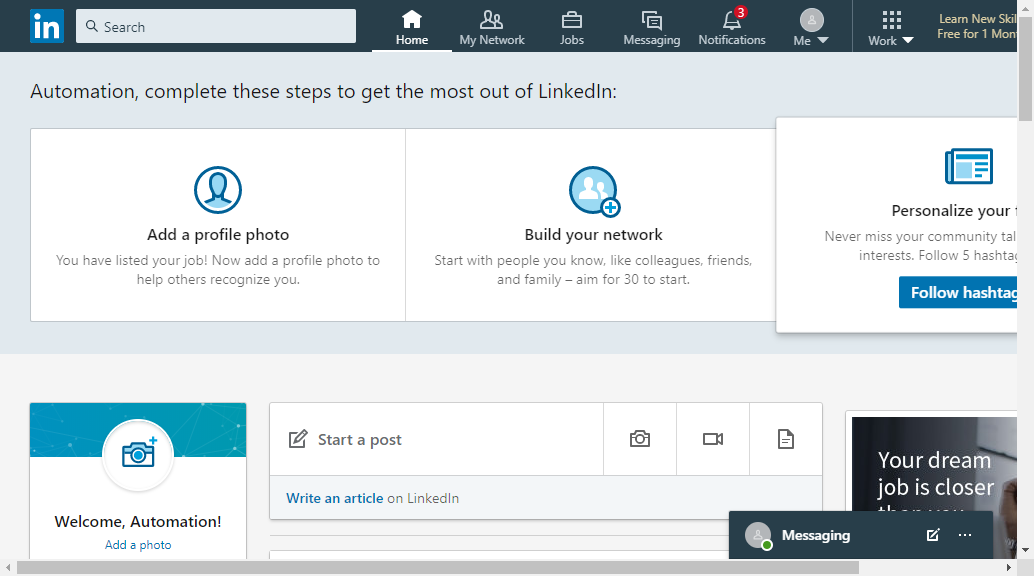 in
Search
Home
My Network
Jobs
Messaging
3
Notifications
Me
Work
Learn New Skil
Free for 1 Mon
Automation, complete these steps to get the most out of LinkedIn:
Add a profile photo
You have listed your job! Now add a profile photo to
help others recognize you.
Build your network
Start with people you know, like colleagues, friends,
and family – aim for 30 to start.
Personalize your f
Never miss your community tal
interests. Follow 5 hashtag
Follow hashtag
Welcome, Automation!
Add a photo
Start a post
Write an article on LinkedIn
Your dream
job is closer
than you
Messaging